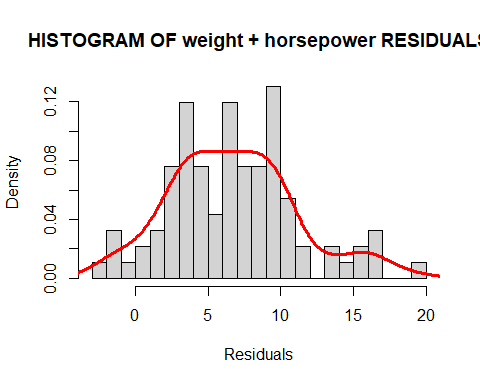 HISTOGRAM OF weight + horsepower RESIDUALS
0.12
0.08
0.04
0.00
Density
0 5 10 15 20
Residuals